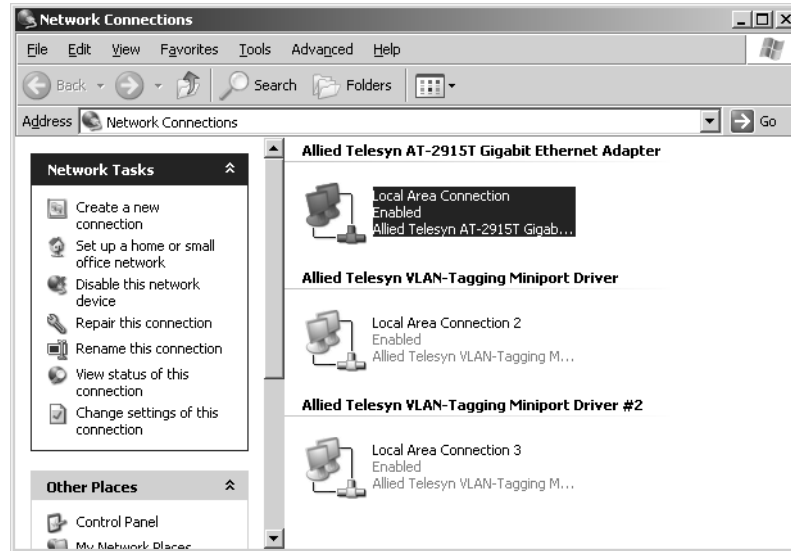 Network Connections
File Edit View Favorites Tools Advanced Help
Back Search Folders
Address Network Connections Go
Network Tasks
Create a new
connection
Set up a home or small
office network
Disable this network
device
Repair this connection
Rename this connection
View status of this
connection
Change settings of this
connection
Other Places
Control Panel
My Network Places
Allied Telesyn AT-2915T Gigabit Ethernet Adapter
Local Area Connection
Enabled
Allied Telesyn AT-2915T Gigab...
Allied Telesyn VLAN-Tagging Miniport Driver
Local Area Connection 2
Enabled
Allied Telesyn VLAN-Tagging M...
Allied Telesyn VLAN-Tagging Miniport Driver #2
Local Area Connection 3
Enabled
Allied Telesyn VLAN-Tagging M...